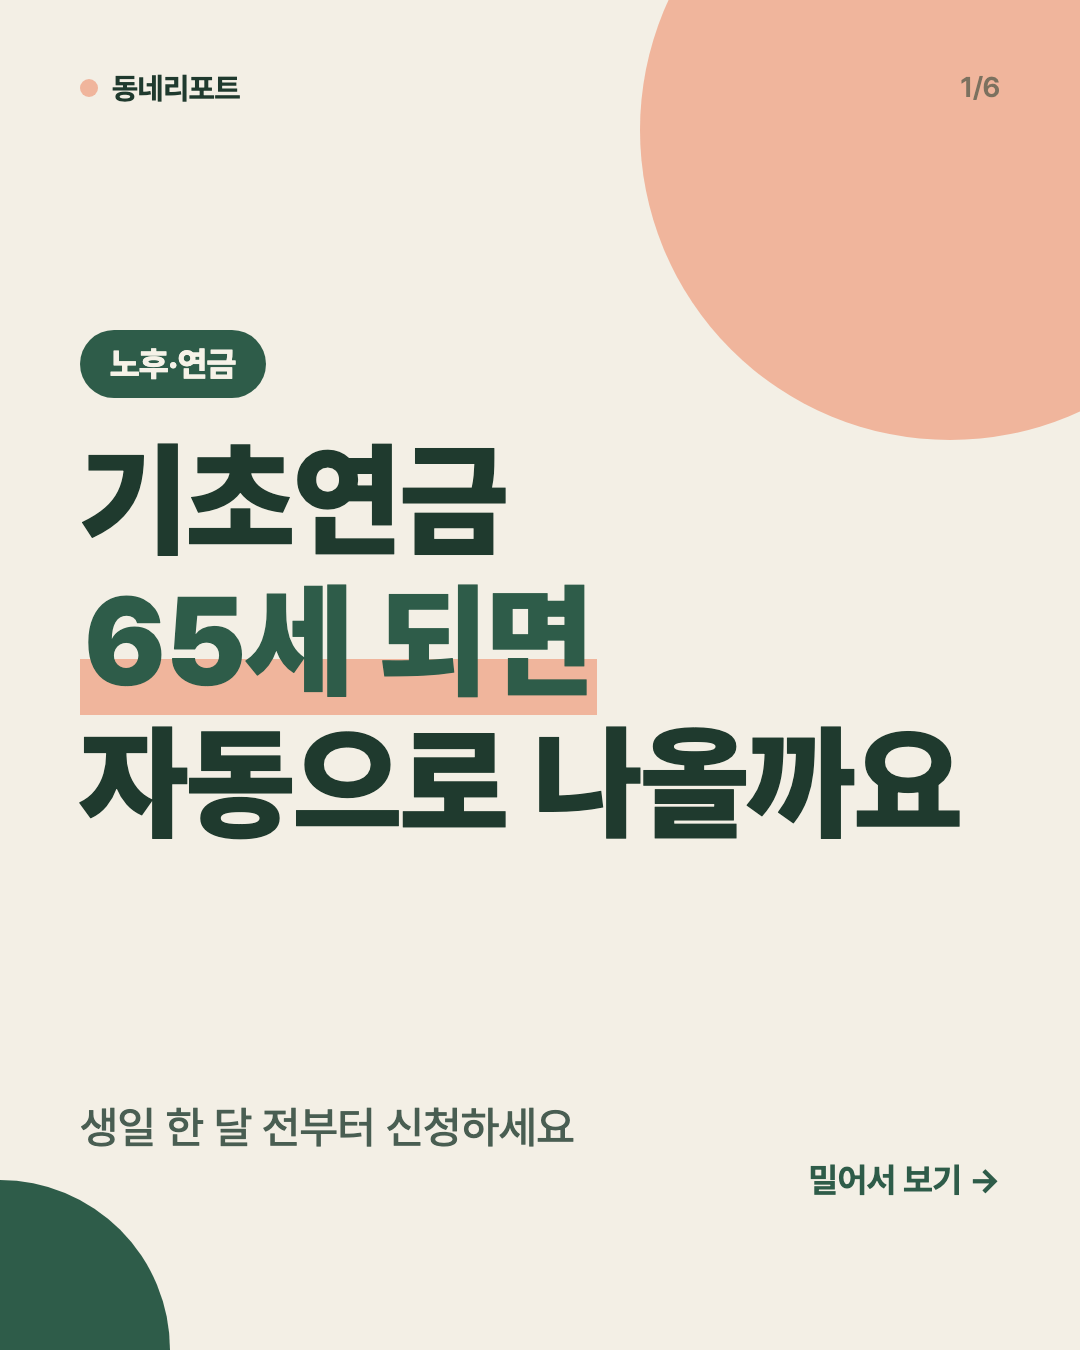 동네리포트
1/6
노후·연금
기초연금
65세 되면
자동으로 나올까요
생일 한 달 전부터 신청하세요
밀어서 보기 →